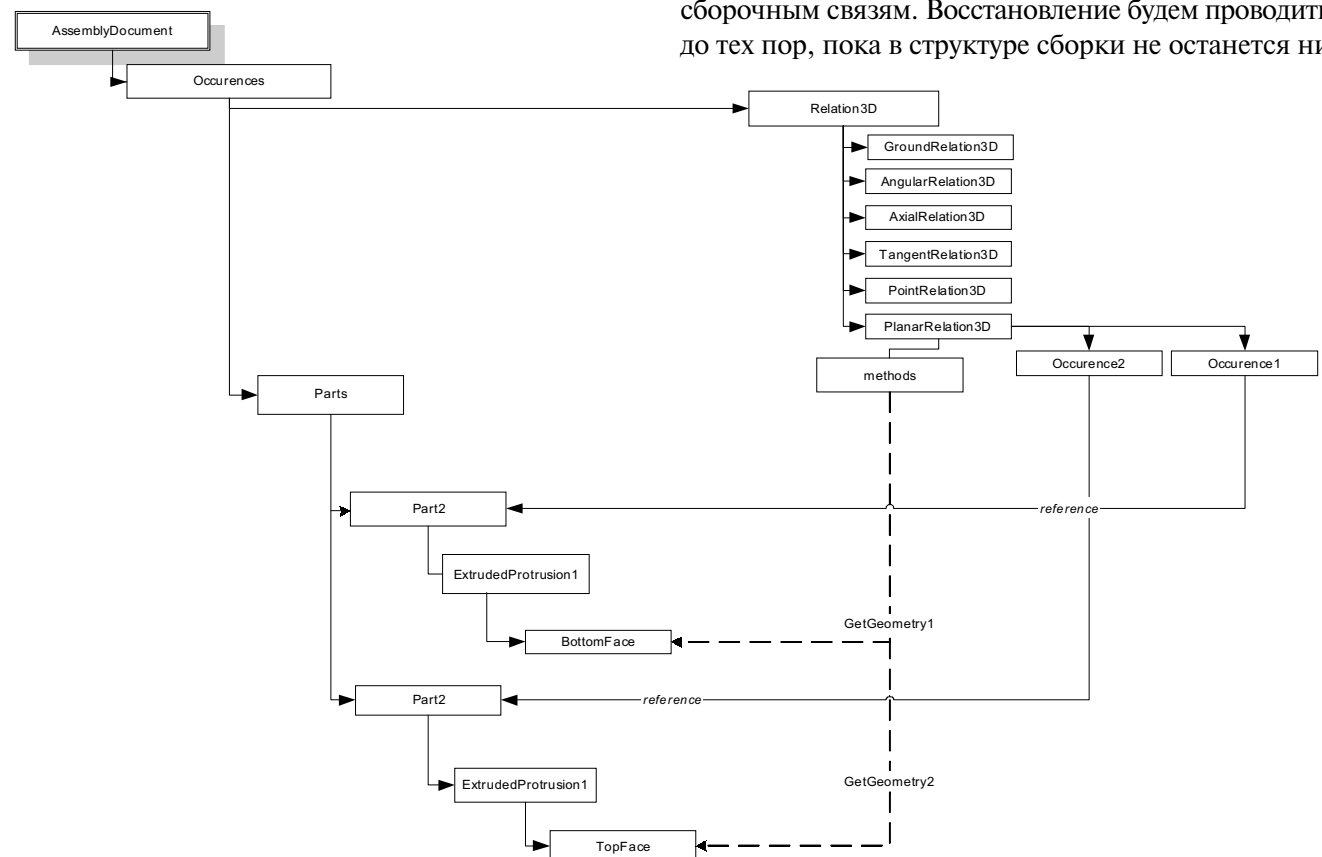 сборочным связям. Восстановление будем проводить
до тех пор, пока в структуре сборки не останется ни
AssemblyDocument
Occurences
Relation3D
GroundRelation3D
AngularRelation3D
AxialRelation3D
TangentRelation3D
PointRelation3D
PlanarRelation3D
methods
Occurence2
Occurence1
Parts
Part2
reference
ExtrudedProtrusion1
GetGeometry1
BottomFace
Part2
reference
ExtrudedProtrusion1
GetGeometry2
TopFace